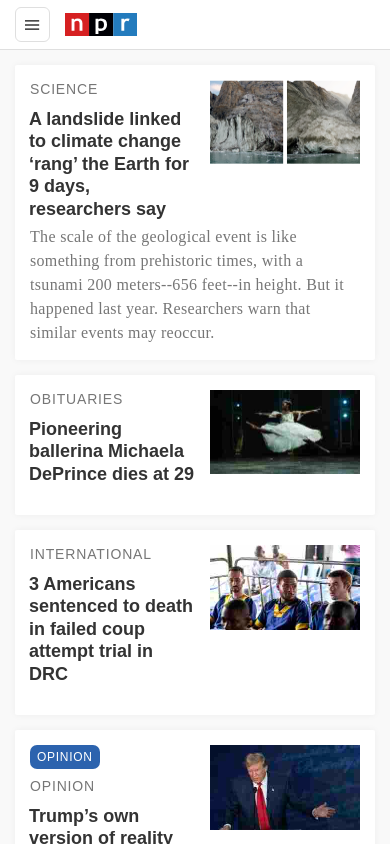 npr
SCIENCE
A landslide linked
to climate change
‘rang’ the Earth for
9 days,
researchers say
The scale of the geological event is like
something from prehistoric times, with a
tsunami 200 meters--656 feet--in height. But it
happened last year. Researchers warn that
similar events may reoccur.
OBITUARIES
Pioneering
ballerina Michaela
DePrince dies at 29
INTERNATIONAL
3 Americans
sentenced to death
in failed coup
attempt trial in
DRC
OPINION
OPINION
Trump’s own
version of reality